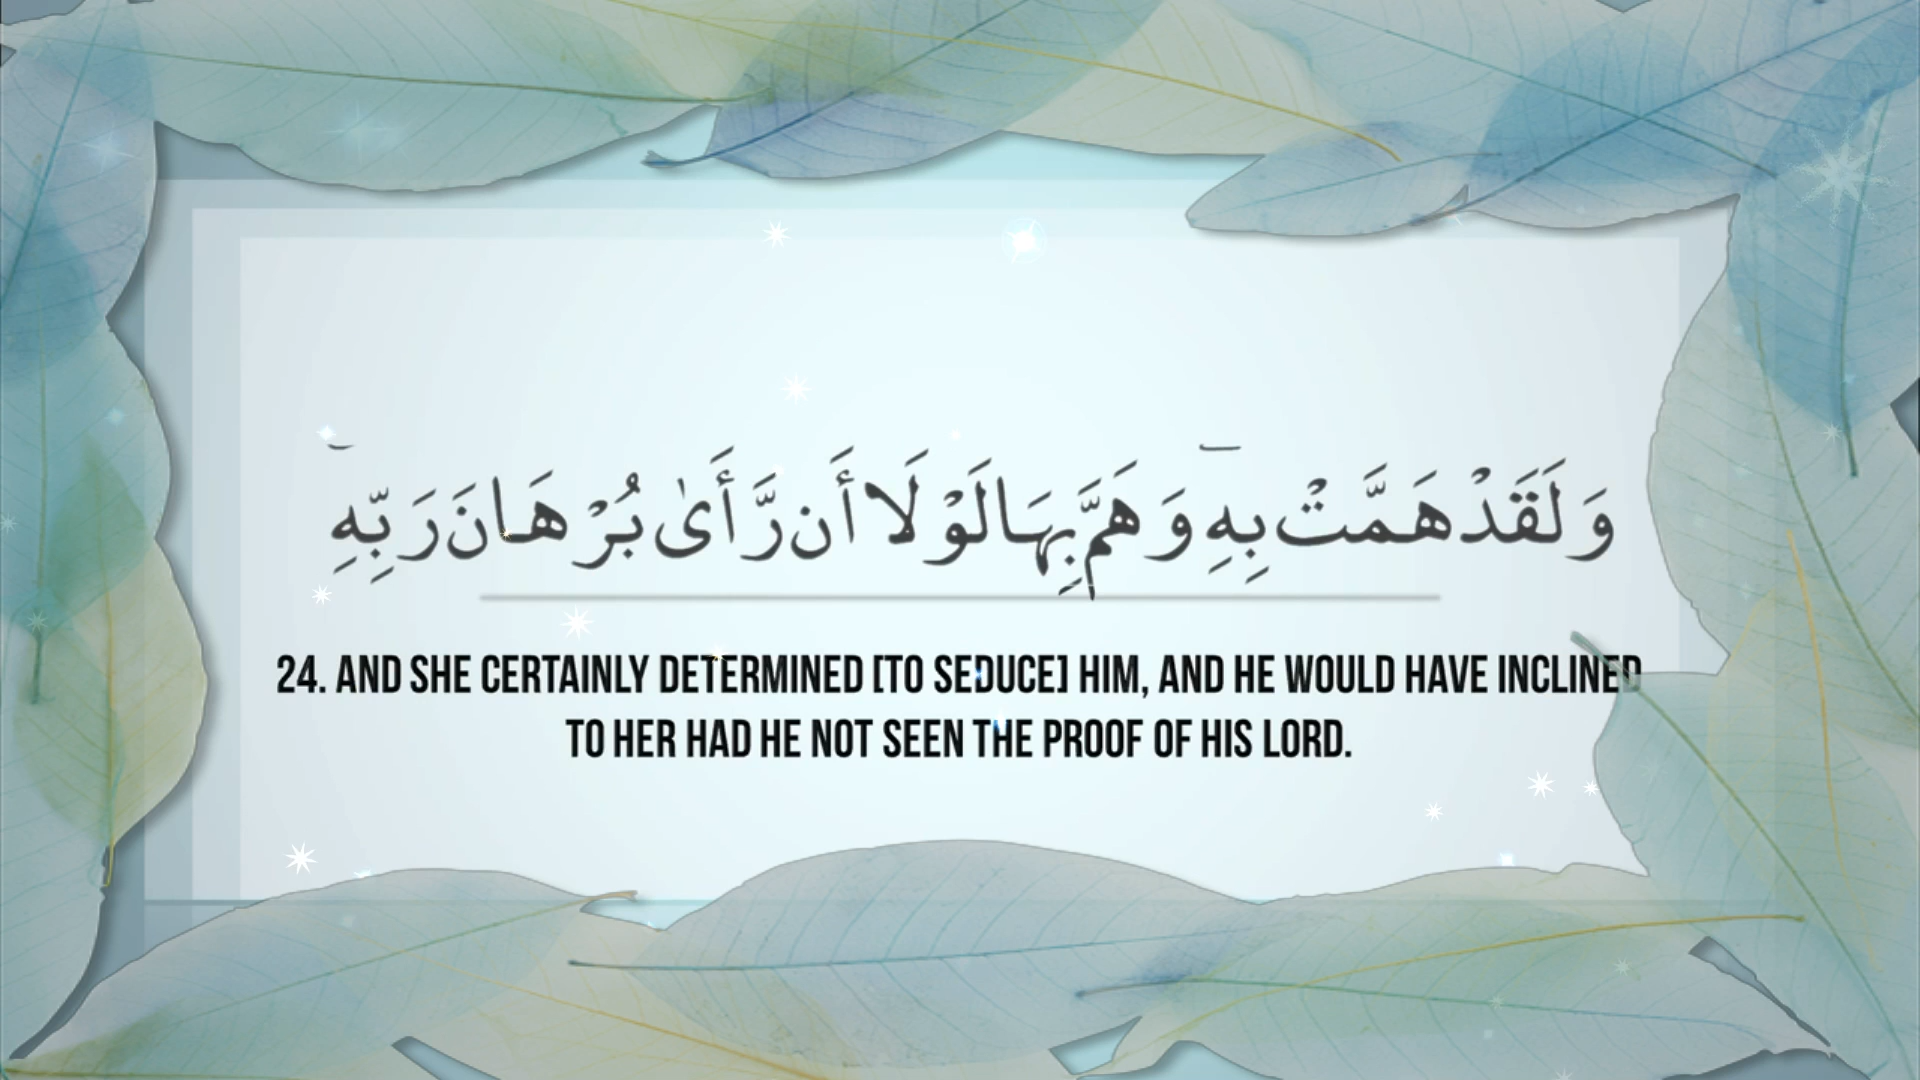 وَلَقَدْ هَمَّتْ بِهِۦ وَهَمَّ بِهَا لَوْلَا أَن رَّأَىٰ بُرْهَانَ رَبِّهِۦ
24. AND SHE CERTAINLY DETERMINED [TO SEDUCE] HIM, AND HE WOULD HAVE INCLINED
TO HER HAD HE NOT SEEN THE PROOF OF HIS LORD.